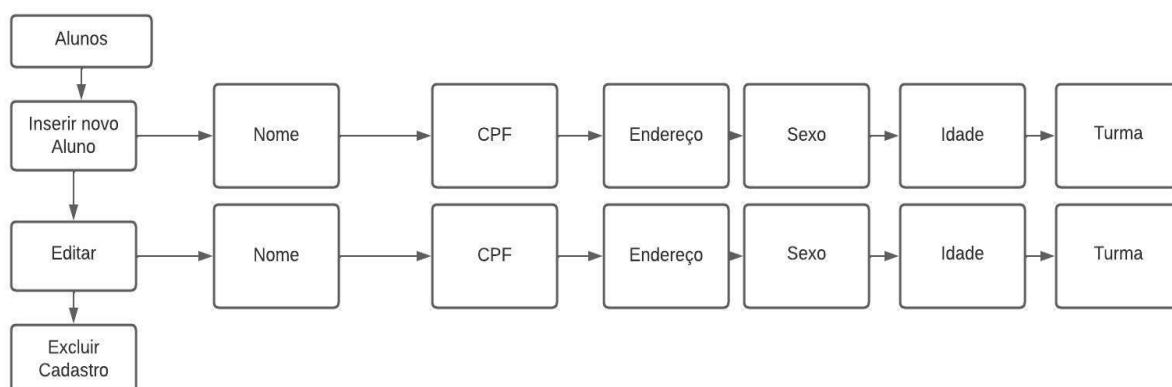 Alunos
Inserir novo
Aluno
Nome
CPF
Endereço
Sexo
Idade
Turma
Editar
Nome
CPF
Endereço
Sexo
Idade
Turma
Excluir
Cadastro